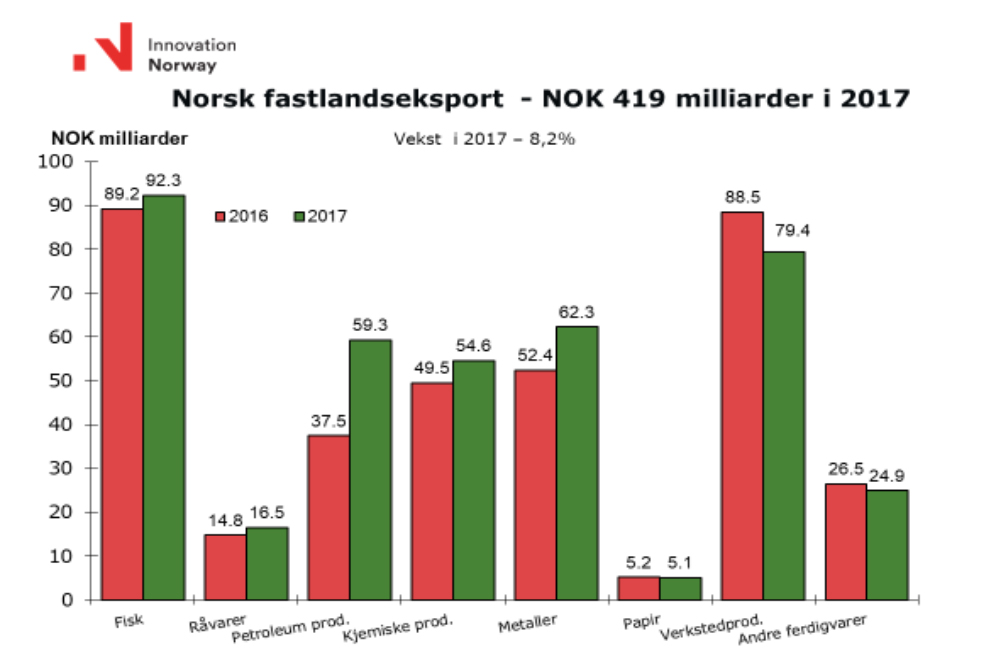 Innovation
Norway
Norsk fastlandseksport - NOK 419 milliarder i 2017
NOK milliarder
Vekst i 2017 – 8,2%
100
90
80
70
60
50
40
30
20
10
0
2016
2017
89.2
92.3
14.8
16.5
37.5
59.3
49.5
54.6
52.4
62.3
5.2
5.1
88.5
79.4
26.5
24.9
Fisk
Råvarer
Petroleum prod.
Kjemiske prod.
Metaller
Papir
Verkstedprod.
Andre ferdigvarer